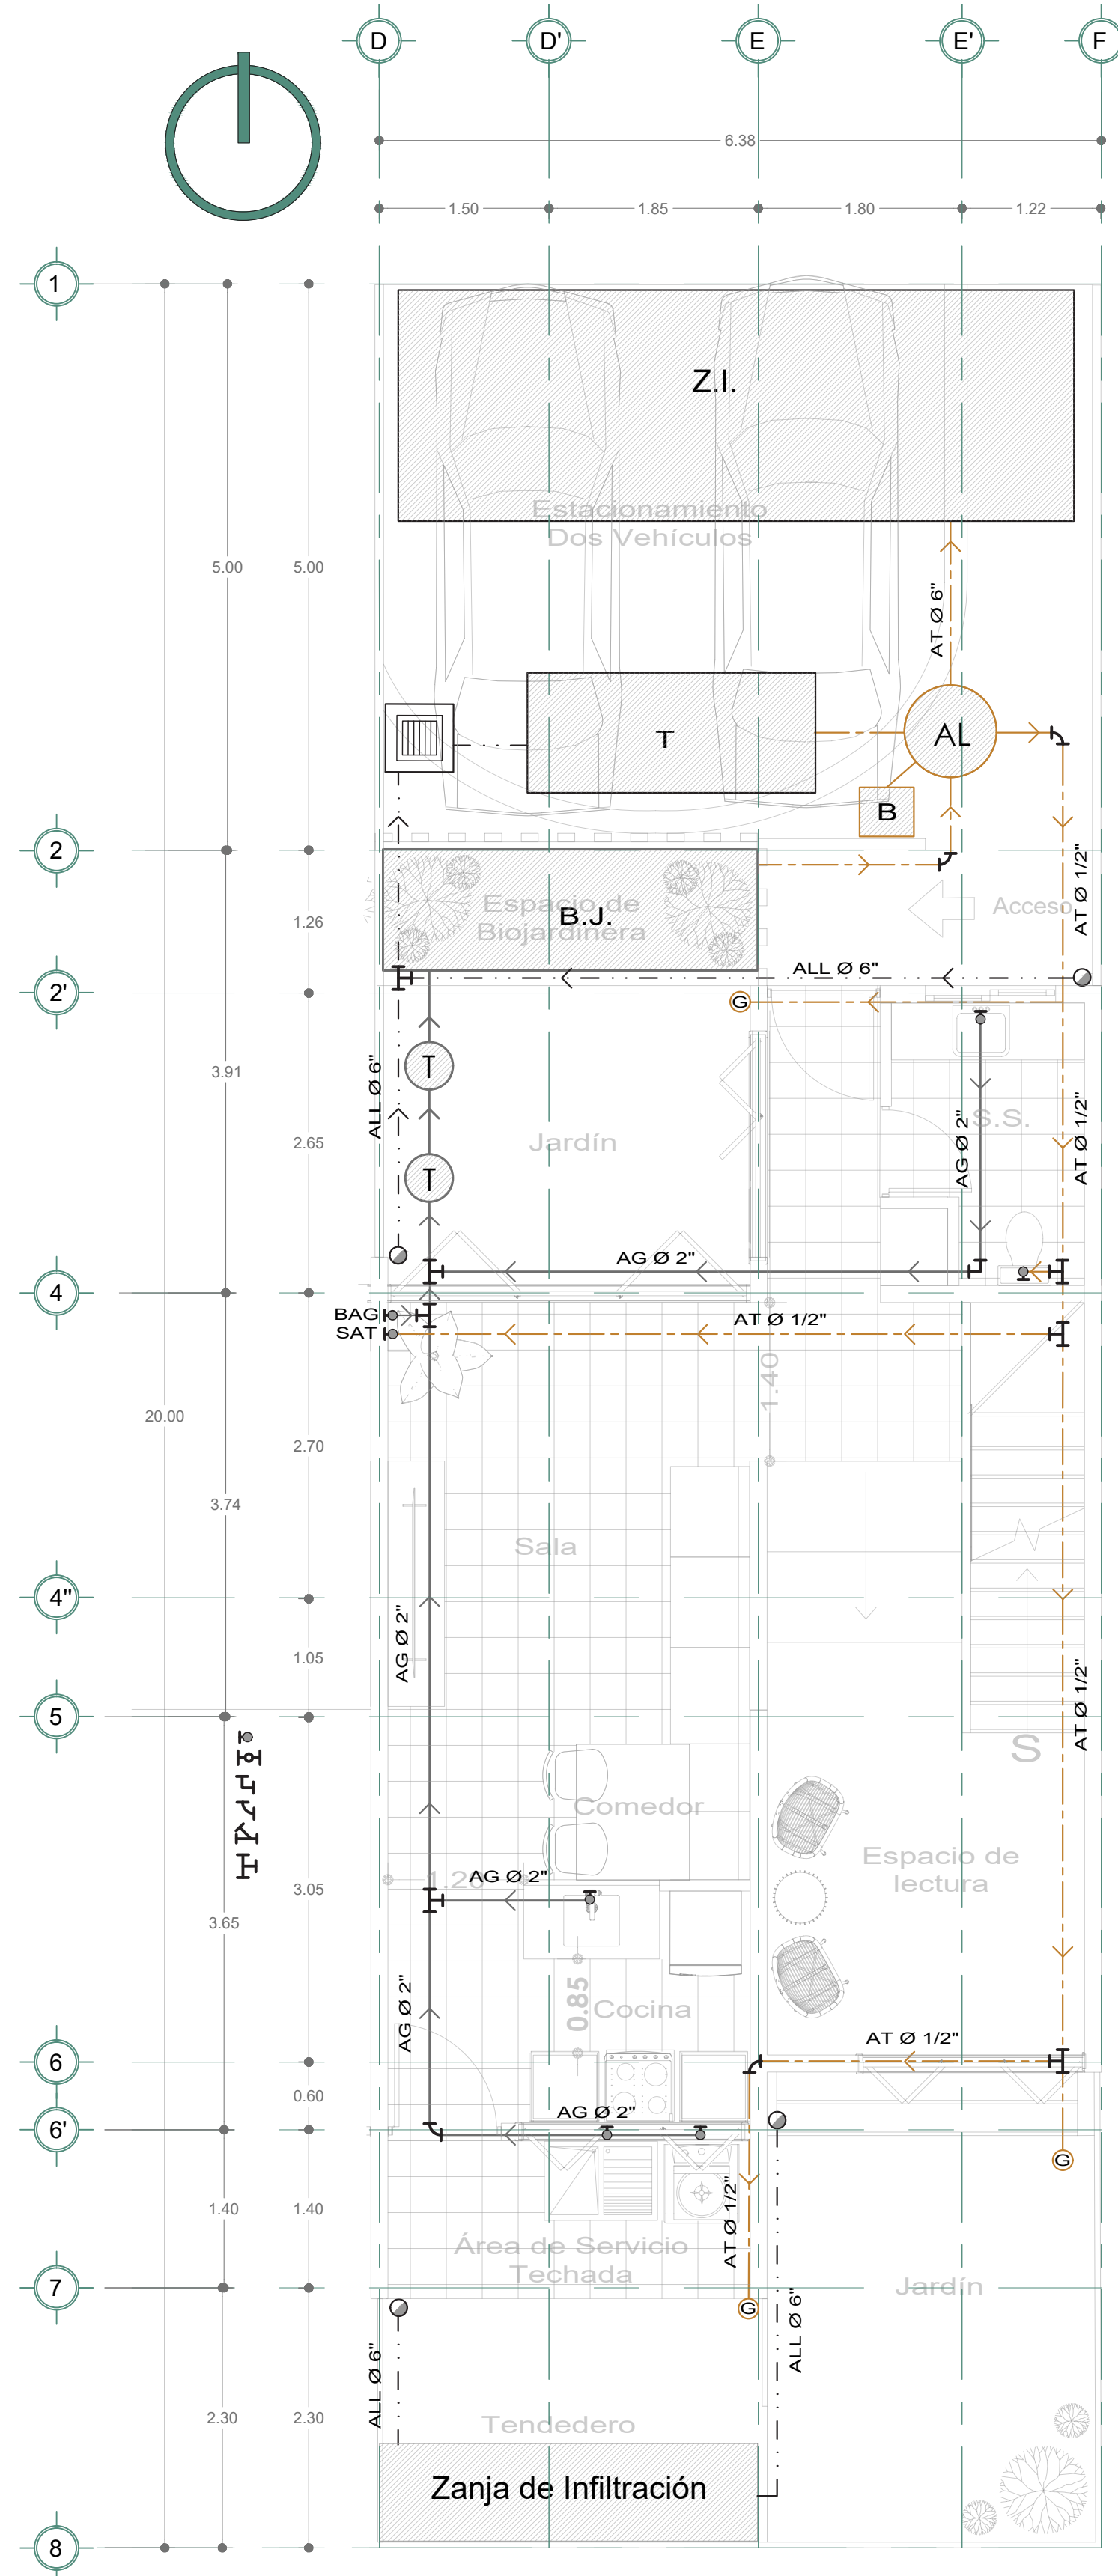 D
D'
E
E'
F
6.38
1.50
1.85
1.80
1.22
1
Z.I.
Estacionamiento
Dos Vehículos
5.00
5.00
AT Ø 6"
T
AL
B
2
AT Ø 1/2"
1.26
Espacio de
B.J.
Biojardinera
Acceso
ALL Ø 6"
2'
G
3.91
ALL Ø 6"
T
2.65
Jardín
AG Ø 2"
S.S.
AT Ø 1/2"
T
AG Ø 2"
4
BAG
SAT
AT Ø 1/2"
1.40
20.00
2.70
3.74
Sala
4"
AG Ø 2"
1.05
AT Ø 1/2"
5
S
Comedor
1.20
AG Ø 2"
Espacio de
lectura
3.05
3.65
0.85
Cocina
AG Ø 2"
AT Ø 1/2"
6
0.60
AG Ø 2"
6'
G
1.40
1.40
AT Ø 1/2"
Área de Servicio
Techada
7
Jardín
G
ALL Ø 6"
ALL Ø 6"
2.30
2.30
Tendedero
Zanja de Infiltración
8